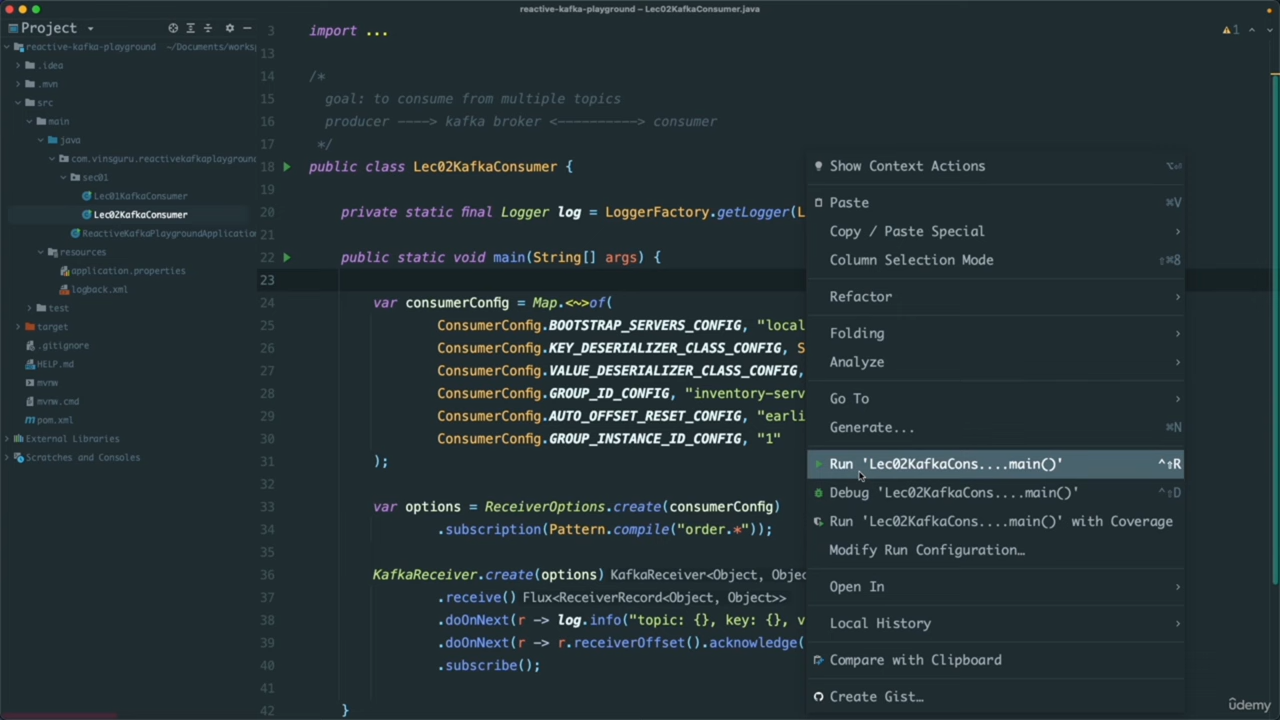 reactive-kafka-playground – Lec02KafkaConsumer.java
Project
reactive-kafka-playground ~/Documents/works
.idea
.mvn
src
main
java
com.vinsguru.reactivekafkaplayground
sec01
Lec01KafkaConsumer
Lec02KafkaConsumer
ReactiveKafkaPlaygroundApplication
resources
application.properties
logback.xml
test
target
.gitignore
HELP.md
mvnw
mvnw.cmd
pom.xml
External Libraries
Scratches and Consoles
1
3 import ...
13
14 /*
15 goal: to consume from multiple topics
16 producer ----> kafka broker <----------> consumer
17 */
18 public class Lec02KafkaConsumer {
19
20 private static final Logger log = LoggerFactory.getLogger(L
21
22 public static void main(String[] args) {
23
24 var consumerConfig = Map.<~>of(
25 ConsumerConfig.BOOTSTRAP_SERVERS_CONFIG, "local
26 ConsumerConfig.KEY_DESERIALIZER_CLASS_CONFIG, S
27 ConsumerConfig.VALUE_DESERIALIZER_CLASS_CONFIG,
28 ConsumerConfig.GROUP_ID_CONFIG, "inventory-serv
29 ConsumerConfig.AUTO_OFFSET_RESET_CONFIG, "earli
30 ConsumerConfig.GROUP_INSTANCE_ID_CONFIG, "1"
31 );
32
33 var options = ReceiverOptions.create(consumerConfig)
34 .subscription(Pattern.compile("order.*"));
35
36 KafkaReceiver.create(options) KafkaReceiver<Object, Objec
37 .receive() Flux<ReceiverRecord<Object, Object>>
38 .doOnNext(r -> log.info("topic: {}, key: {}, v
39 .doOnNext(r -> r.receiverOffset().acknowledge(
40 .subscribe();
41
42 }
Show Context Actions ⌥⏎
Paste ⌘V
Copy / Paste Special
Column Selection Mode ⇧⌘8
Refactor
Folding
Analyze
Go To
Generate... ⌘N
Run 'Lec02KafkaCons....main()' ^⇧R
Debug 'Lec02KafkaCons....main()' ^⇧D
Run 'Lec02KafkaCons....main()' with Coverage
Modify Run Configuration…
Open In
Local History
Compare with Clipboard
Create Gist…
ûdemy